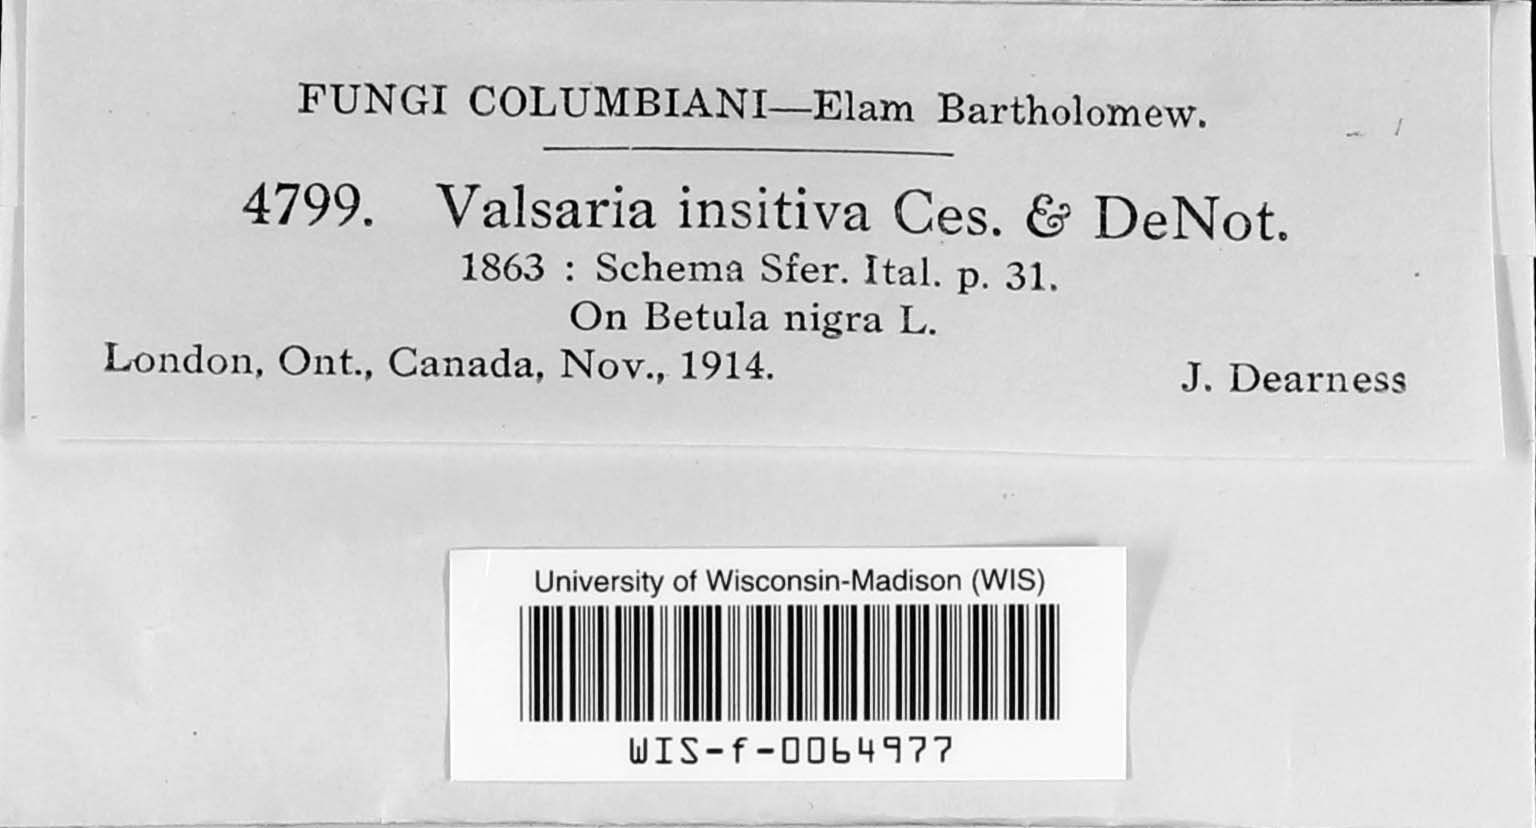 FUNGI COLUMBIANI—Elam Bartholomew.
4799. Valsaria insitiva Ces. & DeNot.
1863 : Schema Sfer. Ital. p. 31.
On Betula nigra L.
London, Ont., Canada, Nov., 1914.
J. Dearness
University of Wisconsin-Madison (WIS)
WIS-f-0064977